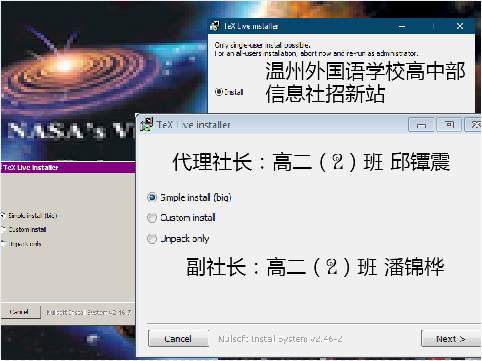 TeX Live installer
Only single-user install possible.
For an all-users installation, abort now and re-run as administrator.
温州外国语学校高中部
信息社招新站
Install
NASA's V
TeX Live installer
代理社长：高二（2）班 邱镡震
Simple install (big)
Custom install
Unpack only
副社长：高二（2）班 潘锦桦
Cancel
Nullsoft Install System v2.46-2
Next >
TeX Live installer
Simple install (big)
Custom install
Unpack only
Cancel
Nullsoft Install System v2.46-7